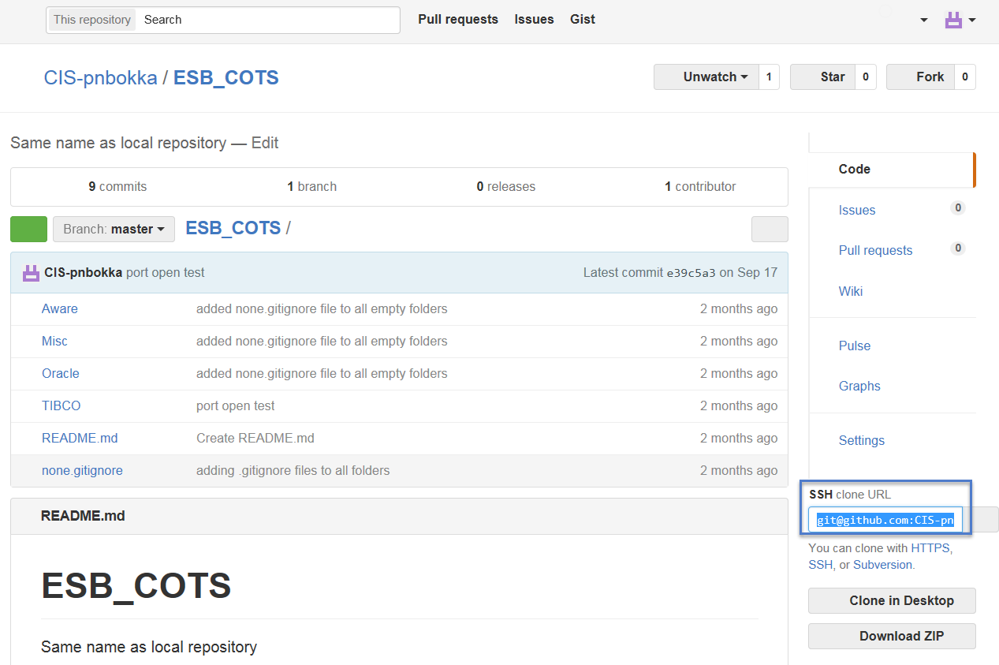 This repository Search Pull requests Issues Gist
CIS-pnbokka / ESB_COTS
Unwatch 1 Star 0 Fork 0
Same name as local repository — Edit
9 commits 1 branch 0 releases 1 contributor
Branch: master ESB_COTS /
CIS-pnbokka port open test Latest commit e39c5a3 on Sep 17
Aware added none.gitignore file to all empty folders 2 months ago
Misc added none.gitignore file to all empty folders 2 months ago
Oracle added none.gitignore file to all empty folders 2 months ago
TIBCO port open test 2 months ago
README.md Create README.md 2 months ago
none.gitignore adding .gitignore files to all folders 2 months ago
README.md
ESB_COTS
Same name as local repository
Code
Issues 0
Pull requests 0
Wiki
Pulse
Graphs
Settings
SSH clone URL
git@github.com:CIS-pn
You can clone with HTTPS,
SSH, or Subversion.
Clone in Desktop
Download ZIP